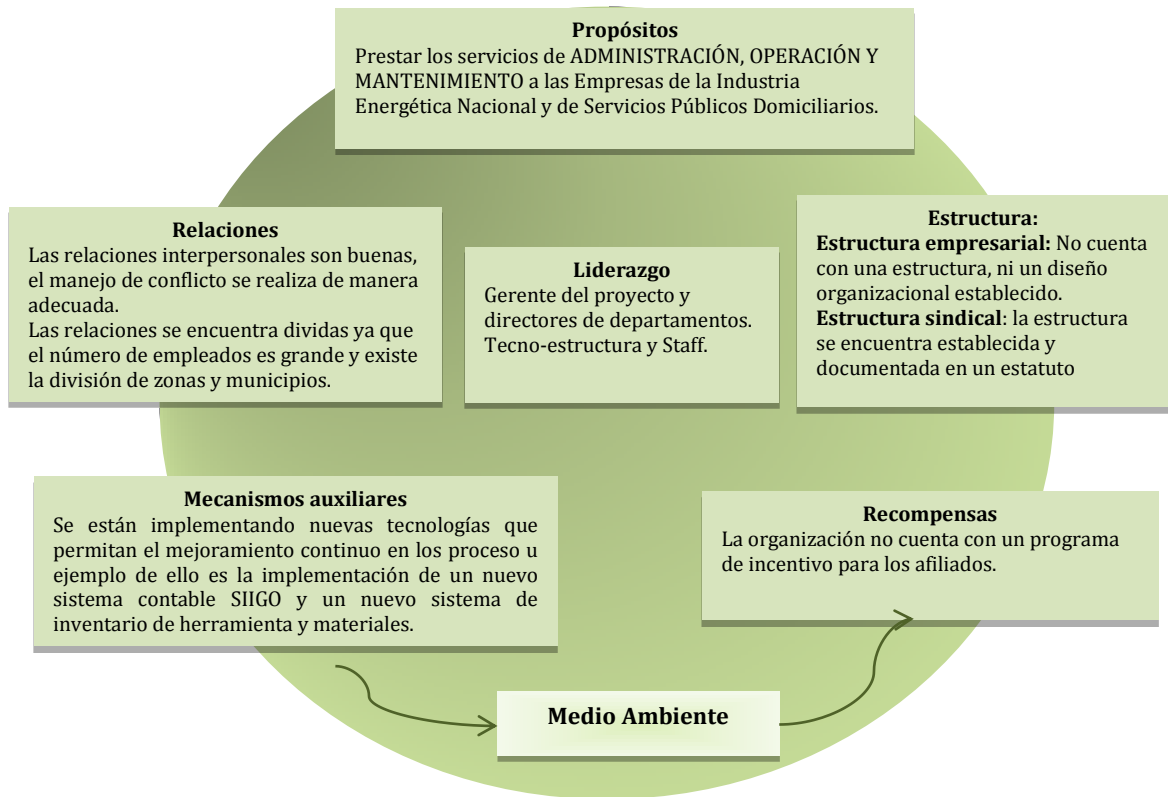 Propósitos
Prestar los servicios de ADMINISTRACIÓN, OPERACIÓN Y
MANTENIMIENTO a las Empresas de la Industria
Energética Nacional y de Servicios Públicos Domiciliarios.
Relaciones
Las relaciones interpersonales son buenas,
el manejo de conflicto se realiza de manera
adecuada.
Las relaciones se encuentra dividas ya que
el número de empleados es grande y existe
la división de zonas y municipios.
Liderazgo
Gerente del proyecto y
directores de departamentos.
Tecno-estructura y Staff.
Estructura:
Estructura empresarial: No cuenta
con una estructura, ni un diseño
organizacional establecido.
Estructura sindical: la estructura
se encuentra establecida y
documentada en un estatuto
Mecanismos auxiliares
Se están implementando nuevas tecnologías que
permitan el mejoramiento continuo en los proceso u
ejemplo de ello es la implementación de un nuevo
sistema contable SIIGO y un nuevo sistema de
inventario de herramienta y materiales.
Recompensas
La organización no cuenta con un programa
de incentivo para los afiliados.
Medio Ambiente